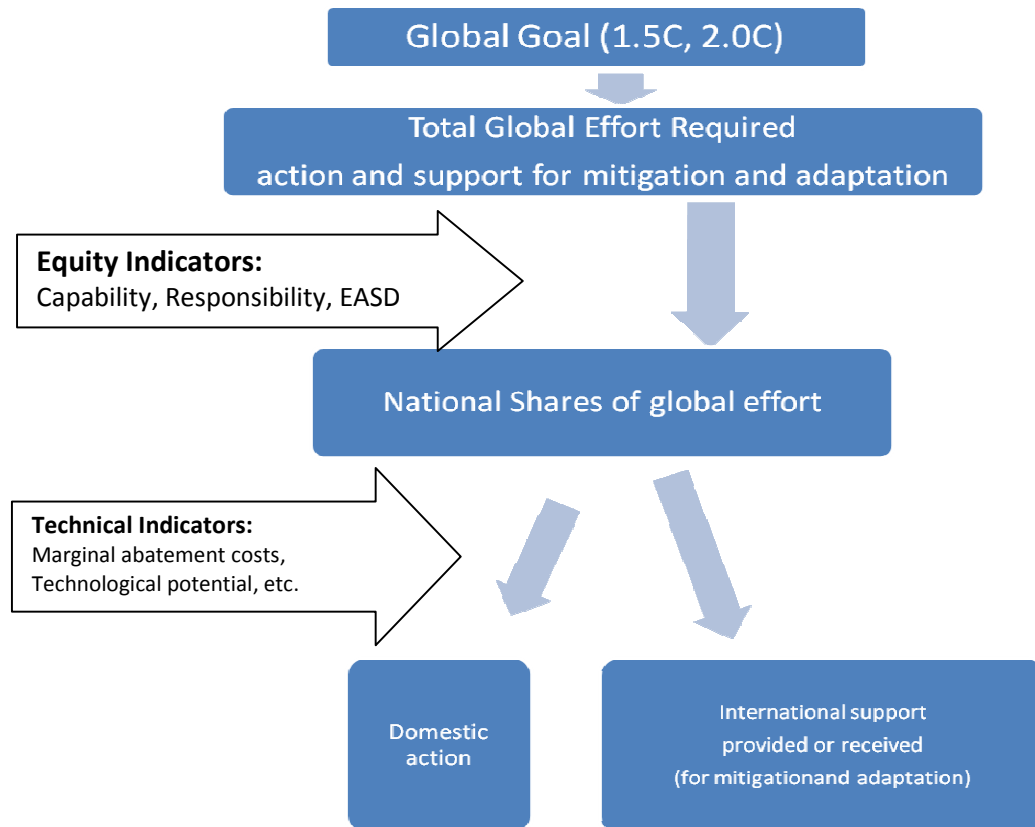 Global Goal (1.5C, 2.0C)
Total Global Effort Required
action and support for mitigation and adaptation
Equity Indicators:
Capability, Responsibility, EASD
National Shares of global effort
Technical Indicators:
Marginal abatement costs,
Technological potential, etc.
Domestic
action
International support
provided or received
(for mitigationand adaptation)